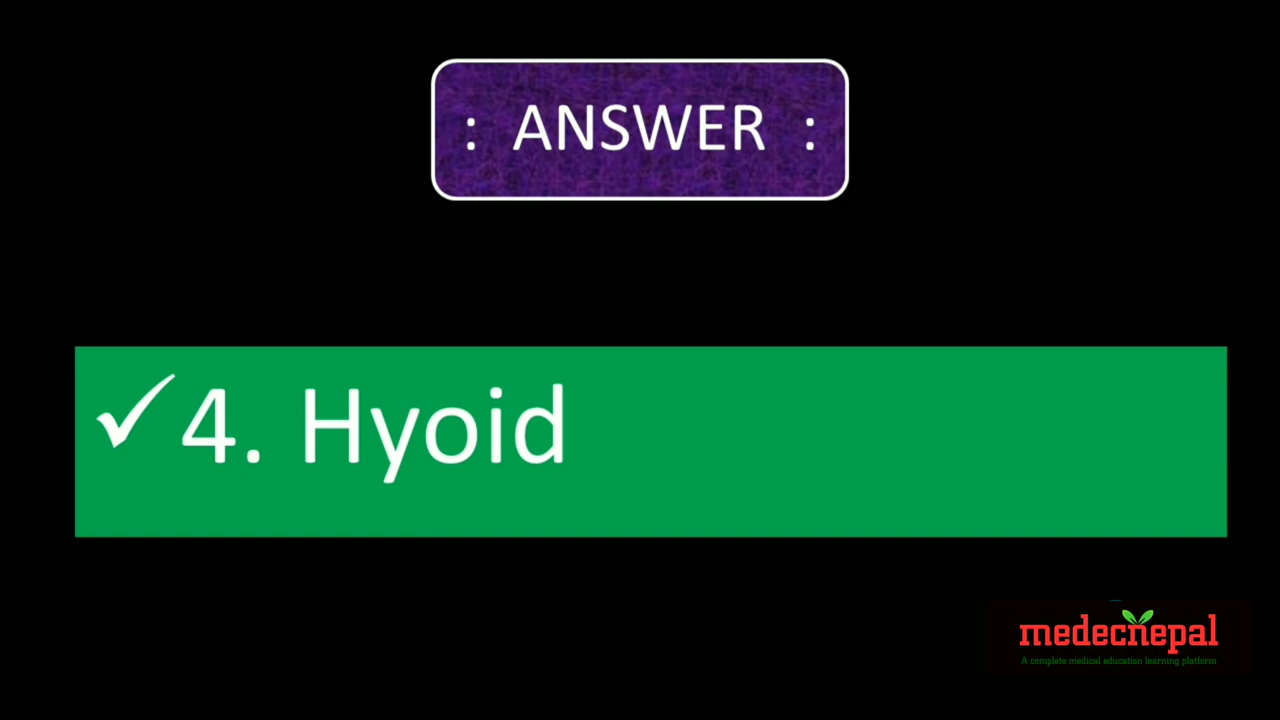 : ANSWER :
✓4. Hyoid
medecnepal
A complete medical education learning platform